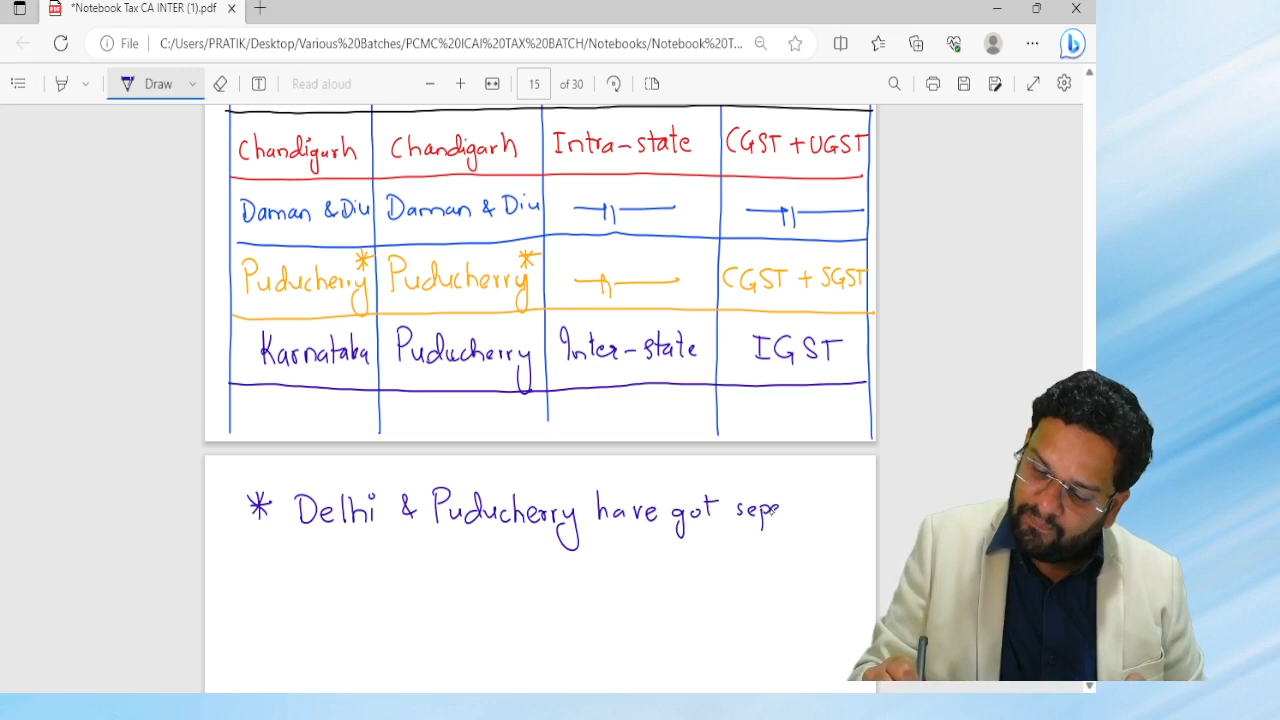 *Notebook Tax CA INTER (1).pdf
File C:/Users/PRATIK/Desktop/Various%20Batches/PCMC%20ICAI%20TAX%20BATCH/Notebooks/Notebook%20T...
Draw Read aloud 15 of 30
Chandigarh Chandigarh Intra-state CGST + UGST
Daman & Diu Daman & Diu —〃— —〃—
Puducherry* Puducherry* —〃— CGST + SGST
Karnataka Puducherry Inter-state IGST
* Delhi & Puducherry have got sepa